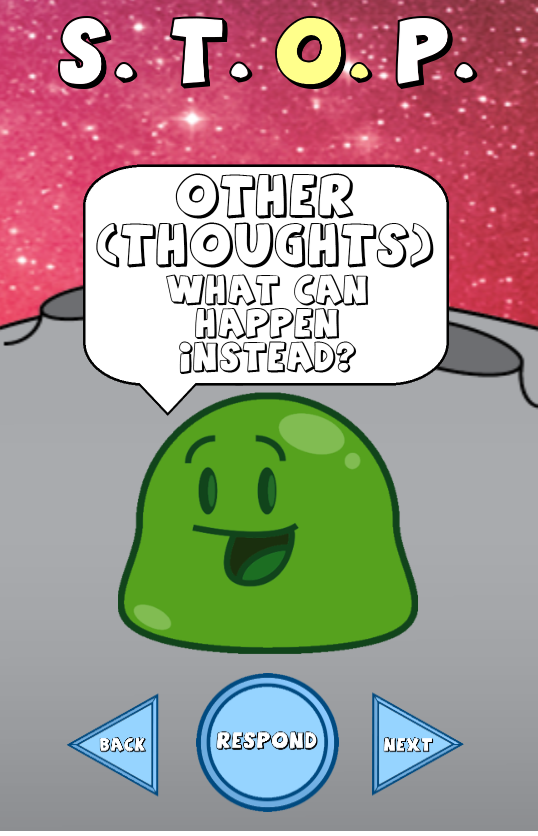 S. T. O. P.
OTHER
(THOUGHTS)
WHAT CAN
HAPPEN
INSTEAD?
BACK
RESPOND
NEXT